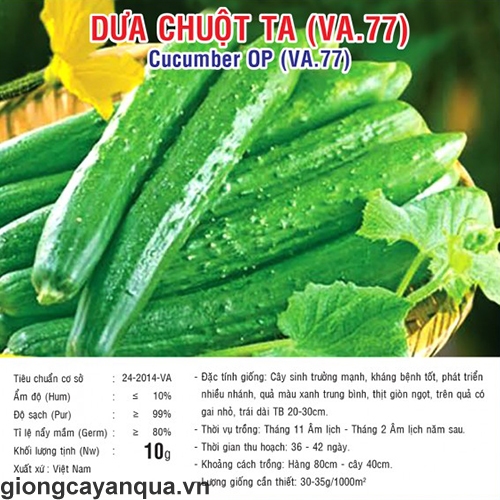 DƯA CHUỘT TA (VA.77)
Cucumber OP (VA.77)
Tiêu chuẩn cơ sở : 24-2014-VA
Ẩm độ (Hum) : ≤ 10%
Độ sạch (Pur) : ≥ 99%
Tỉ lệ nẩy mầm (Germ) : ≥ 80%
Khối lượng tịnh (Nw) : 10g
Xuất xứ : Việt Nam
- Đặc tính giống: Cây sinh trưởng mạnh, kháng bệnh tốt, phát triển
nhiều nhánh, quả màu xanh trung bình, thịt giòn ngọt, trên quả có
gai nhỏ, trái dài TB 20-30cm.
- Thời vụ trồng: Tháng 11 Âm lịch - Tháng 2 Âm lịch năm sau.
- Thời gian thu hoạch: 36 - 42 ngày.
- Khoảng cách trồng: Hàng 80cm - cây 40cm.
- Lượng giống cần thiết: 30-35g/1000m²
giongcayanqua.vn